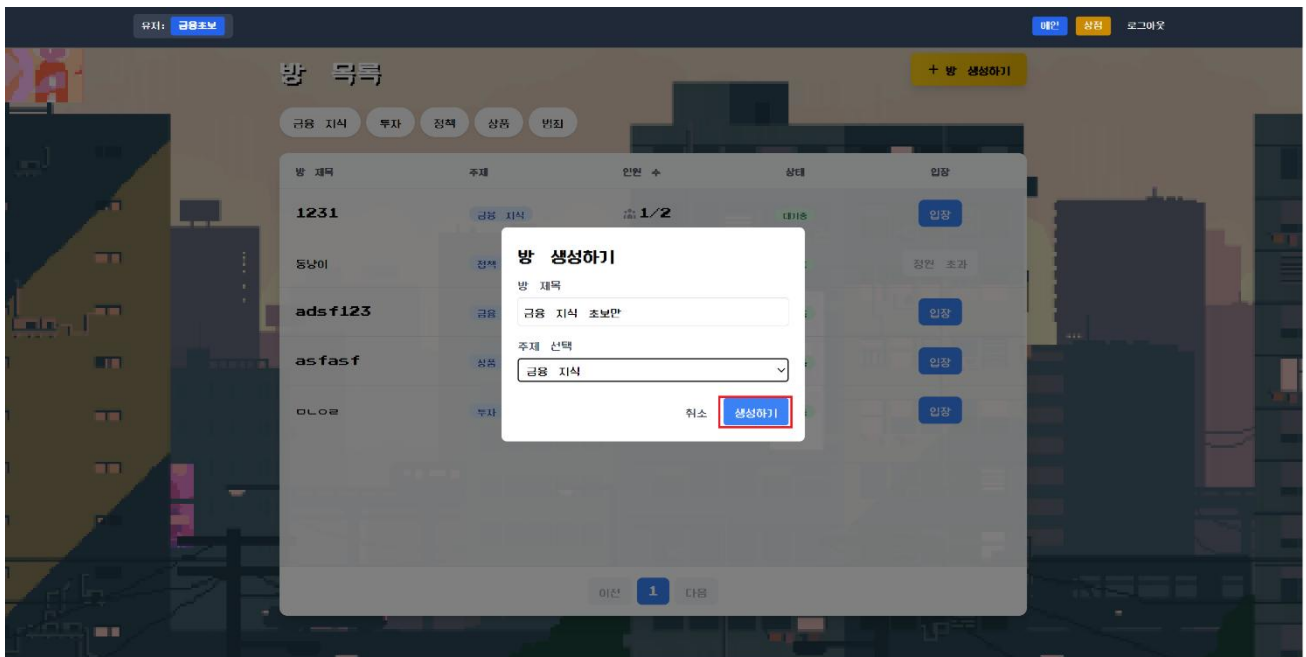 유저: 금융초보 메인 상점 로그아웃
방 목록 + 방 생성하기
금융 지식 투자 정책 상품 범죄
방 제목 주제 인원 수 상태 입장
1231 금융 지식 1/2 대기중 입장
동냥이 정책 정원 초과
adsf123 금융 입장
asfasf 상품 입장
ㅁㄴㅇㄹ 투자 입장
방 생성하기
방 제목
금융 지식 초보만
주제 선택
금융 지식
취소 생성하기
이전 1 다음